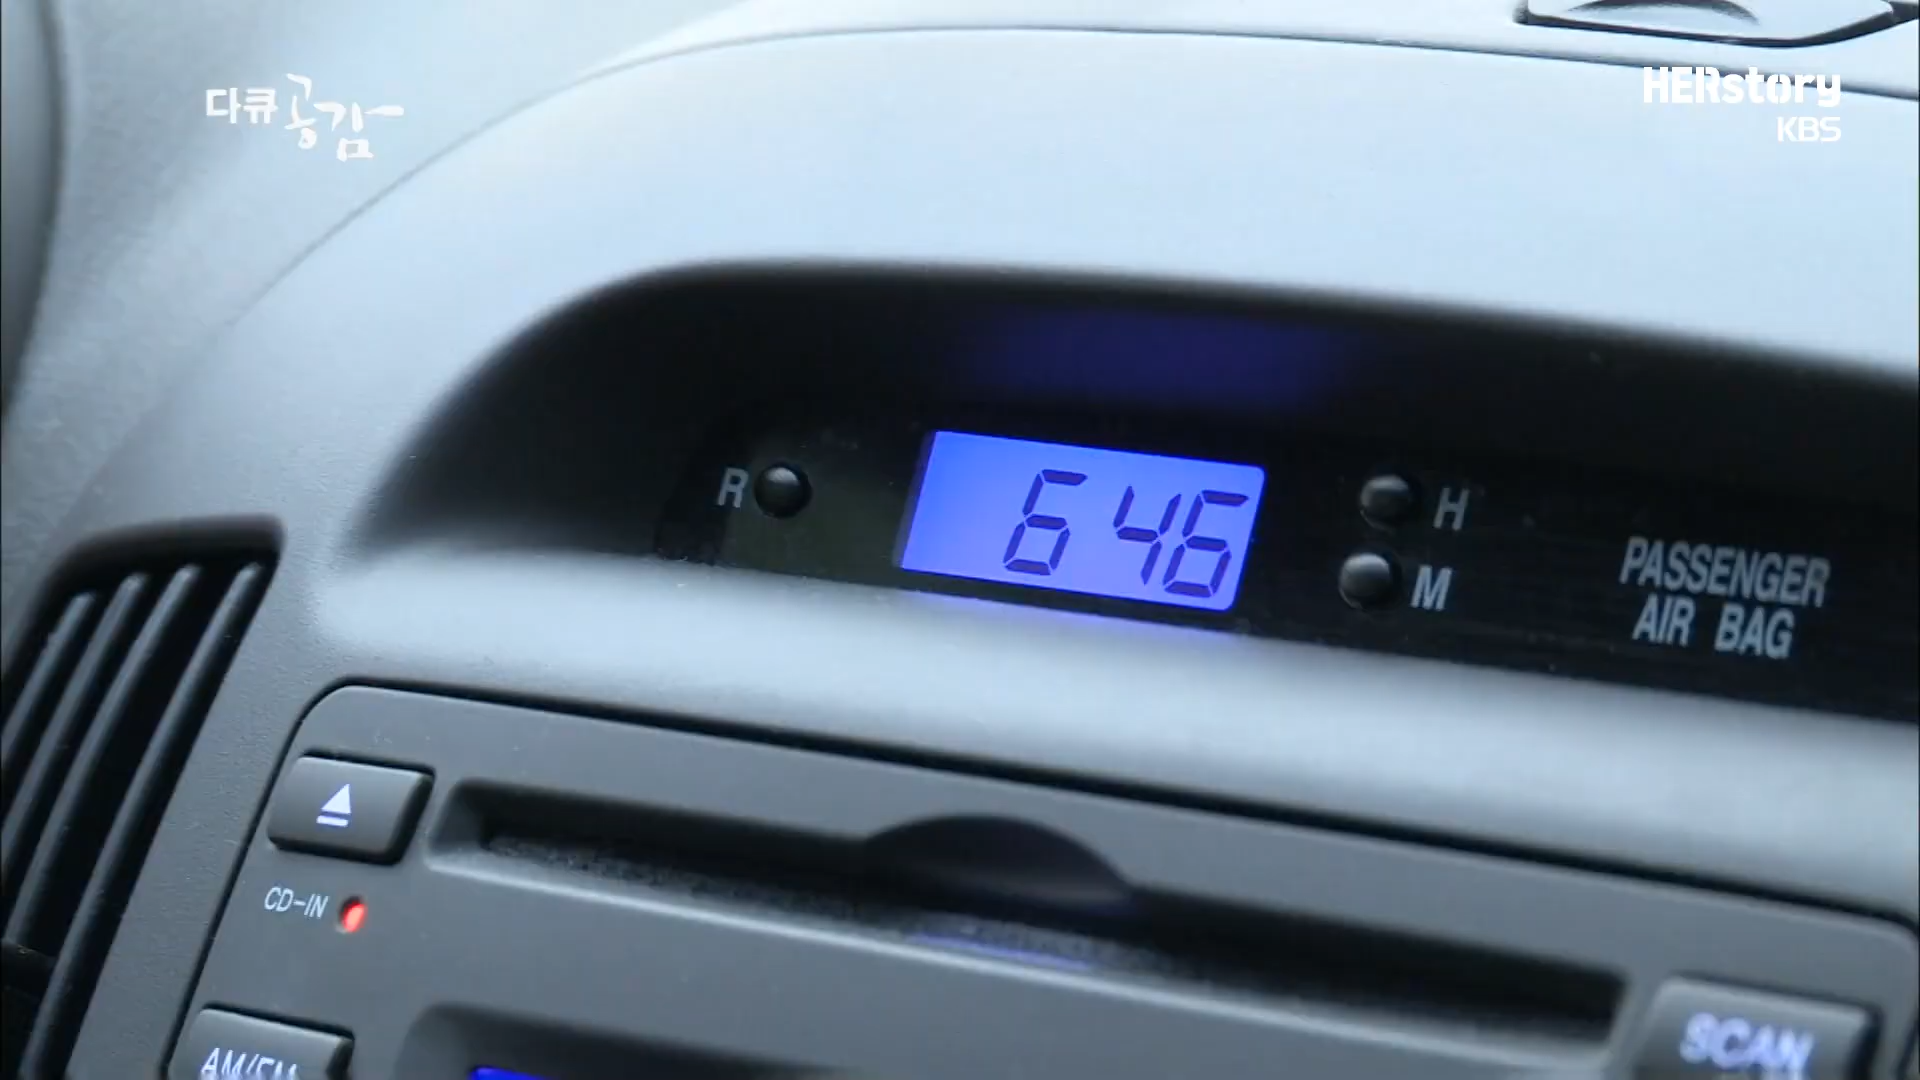 다큐 공감
HERstory
KBS
R
6 46
H
M
PASSENGER
AIR BAG
CD-IN
AM/FM
SCAN